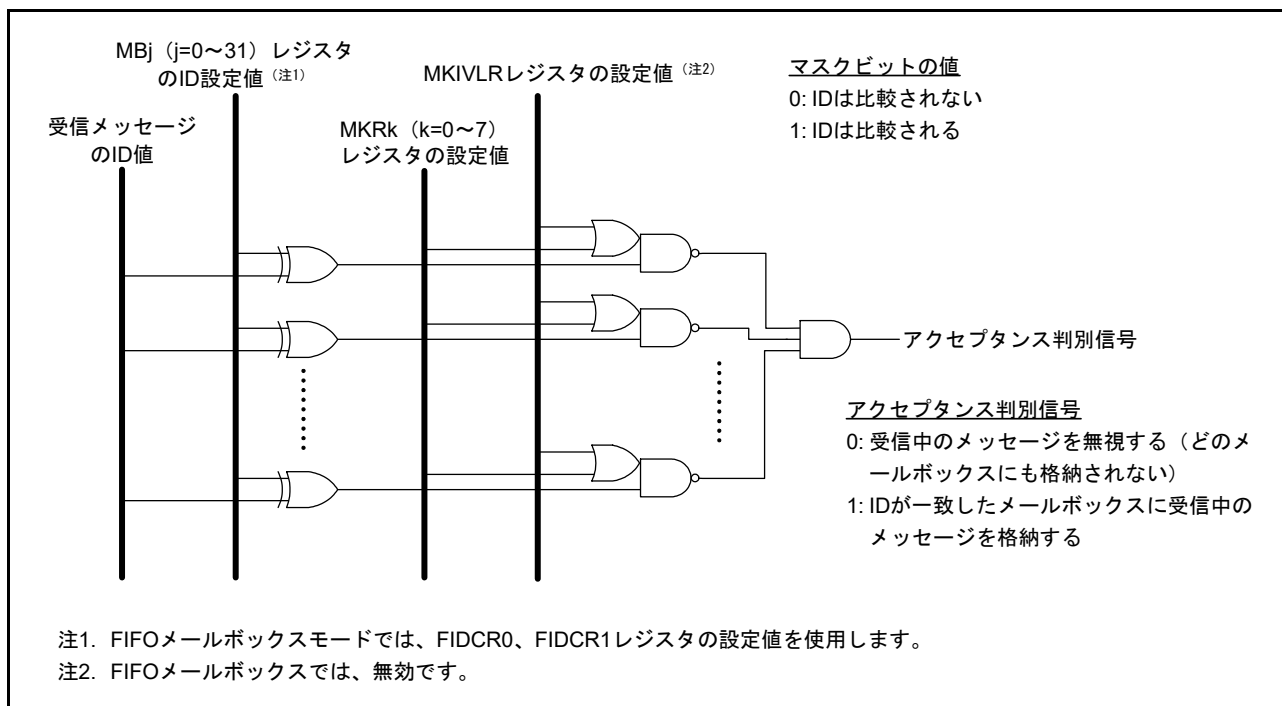 MBj（j=0～31）レジスタ
のID設定値（注1）
MKIVLRレジスタの設定値（注2）
受信メッセージ
のID値
MKRk（k=0～7）
レジスタの設定値
マスクビットの値
0: IDは比較されない
1: IDは比較される
アクセプタンス判別信号
アクセプタンス判別信号
0: 受信中のメッセージを無視する（どのメ
ールボックスにも格納されない）
1: IDが一致したメールボックスに受信中の
メッセージを格納する
注1. FIFOメールボックスモードでは、FIDCR0、FIDCR1レジスタの設定値を使用します。
注2. FIFOメールボックスでは、無効です。